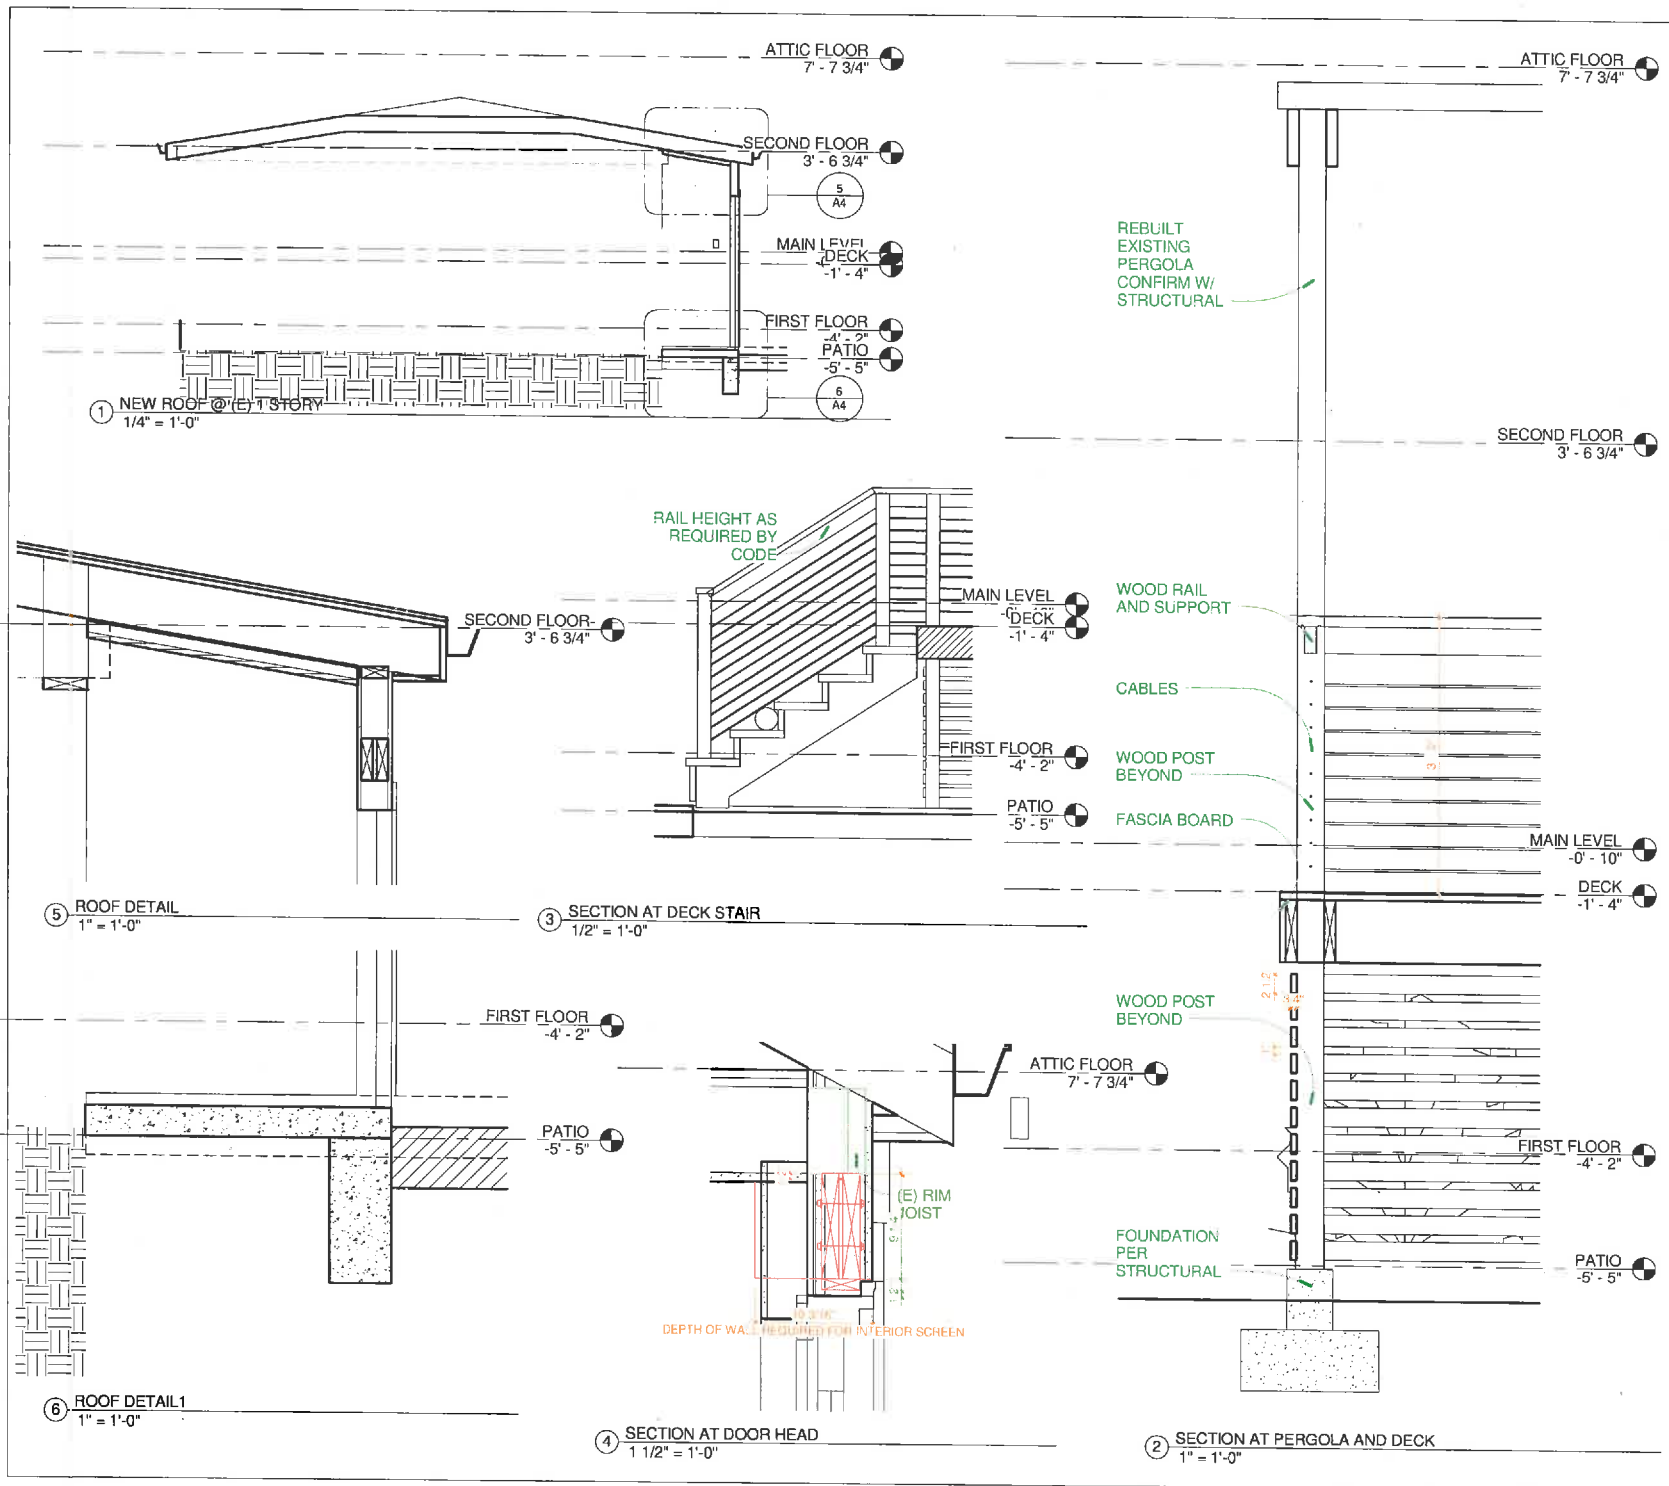 ATTIC FLOOR
7' - 7 3/4"
SECOND FLOOR
3' - 6 3/4"
5
A4
MAIN LEVEL
DECK
-1' - 4"
FIRST FLOOR
-4' - 2"
PATIO
-5' - 5"
6
A4
1
NEW ROOF @ (E) 1 STORY
1/4" = 1'-0"
SECOND FLOOR
3' - 6 3/4"
5
ROOF DETAIL
1" = 1'-0"
RAIL HEIGHT AS
REQUIRED BY
CODE
MAIN LEVEL
DECK
-1' - 4"
FIRST FLOOR
-4' - 2"
PATIO
-5' - 5"
3
SECTION AT DECK STAIR
1/2" = 1'-0"
FIRST FLOOR
-4' - 2"
PATIO
-5' - 5"
6
ROOF DETAIL1
1" = 1'-0"
ATTIC FLOOR
7' - 7 3/4"
(E) RIM
JOIST
DEPTH OF WALL REQUIRED FOR INTERIOR SCREEN
4
SECTION AT DOOR HEAD
1 1/2" = 1'-0"
ATTIC FLOOR
7' - 7 3/4"
REBUILT
EXISTING
PERGOLA
CONFIRM W/
STRUCTURAL
SECOND FLOOR
3' - 6 3/4"
WOOD RAIL
AND SUPPORT
CABLES
WOOD POST
BEYOND
FASCIA BOARD
MAIN LEVEL
-0' - 10"
DECK
-1' - 4"
WOOD POST
BEYOND
FIRST FLOOR
-4' - 2"
FOUNDATION
PER
STRUCTURAL
PATIO
-5' - 5"
2
SECTION AT PERGOLA AND DECK
1" = 1'-0"